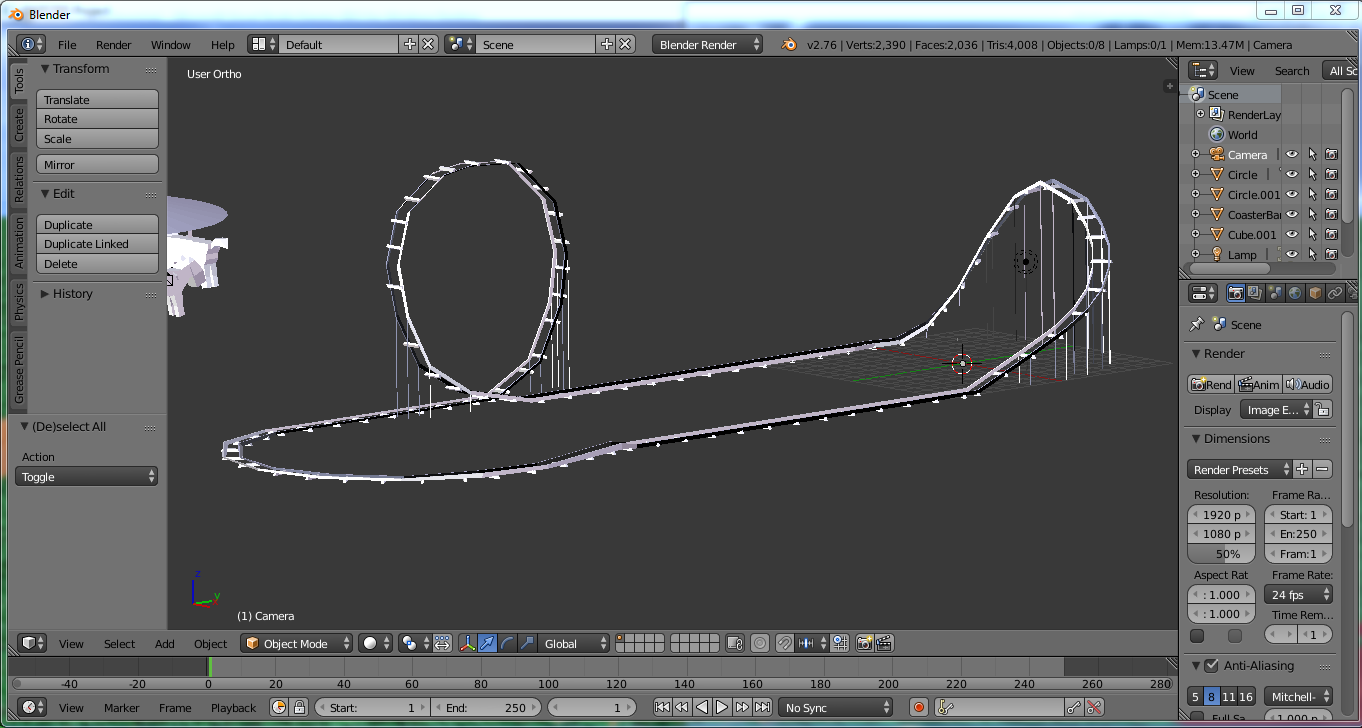 Blender
File Render Window Help Default Scene Blender Render v2.76 | Verts:2,390 | Faces:2,036 | Tris:4,008 | Objects:0/8 | Lamps:0/1 | Mem:13.47M | Camera
Tools
Create
Relations
Animation
Physics
Grease Pencil
Transform
Translate
Rotate
Scale
Mirror
Edit
Duplicate
Duplicate Linked
Delete
History
(De)select All
Action
Toggle
User Ortho
z
y
(1) Camera
View Search All Sc
Scene
RenderLay
World
Camera
Circle
Circle.001
CoasterBar
Cube.001
Lamp
Scene
Render
Rend Anim Audio
Display Image E...
Dimensions
Render Presets
Resolution: Frame Ra...
1920 p Start: 1
1080 p En:250
50% Fram:1
Aspect Rat Frame Rate:
: 1.000 24 fps
: 1.000 Time Rem...
1
Anti-Aliasing
5 8 11 16 Mitchell-
Full Sa 1.000 p
View Select Add Object Object Mode Global
-40 -20 0 20 40 60 80 100 120 140 160 180 200 220 240 260 280
View Marker Frame Playback Start: 1 End: 250 1 No Sync